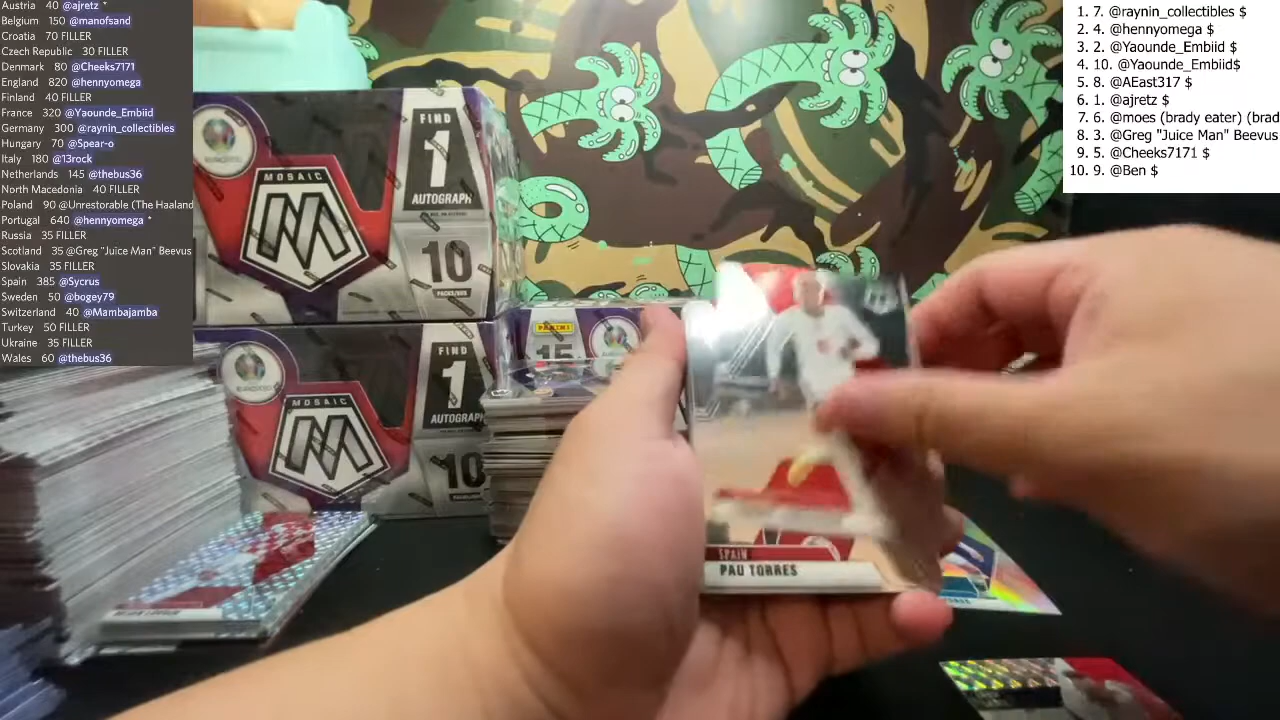 Austria 40 @ajretz *
Belgium 150 @manofsand
Croatia 70 FILLER
Czech Republic 30 FILLER
Denmark 80 @Cheeks7171
England 820 @hennyomega
Finland 40 FILLER
France 320 @Yaounde_Embiid
Germany 300 @raynin_collectibles
Hungary 70 @Spear-o
Italy 180 @13rock
Netherlands 145 @thebus36
North Macedonia 40 FILLER
Poland 90 @Unrestorable (The Haaland
Portugal 640 @hennyomega *
Russia 35 FILLER
Scotland 35 @Greg "Juice Man" Beevus
Slovakia 35 FILLER
Spain 385 @Sycrus
Sweden 50 @bogey79
Switzerland 40 @Mambajamba
Turkey 50 FILLER
Ukraine 35 FILLER
Wales 60 @thebus36
1. 7. @raynin_collectibles $
2. 4. @hennyomega $
3. 2. @Yaounde_Embiid $
4. 10. @Yaounde_Embiid$
5. 8. @AEast317 $
6. 1. @ajretz $
7. 6. @moes (brady eater) (brad
8. 3. @Greg "Juice Man" Beevus
9. 5. @Cheeks7171 $
10. 9. @Ben $
MOSAIC
FIND
1
AUTOGRAPH
10
MOSAIC
FIND
1
AUTOGRAPH
10
PANINI
15
SPAIN
PAU TORRES